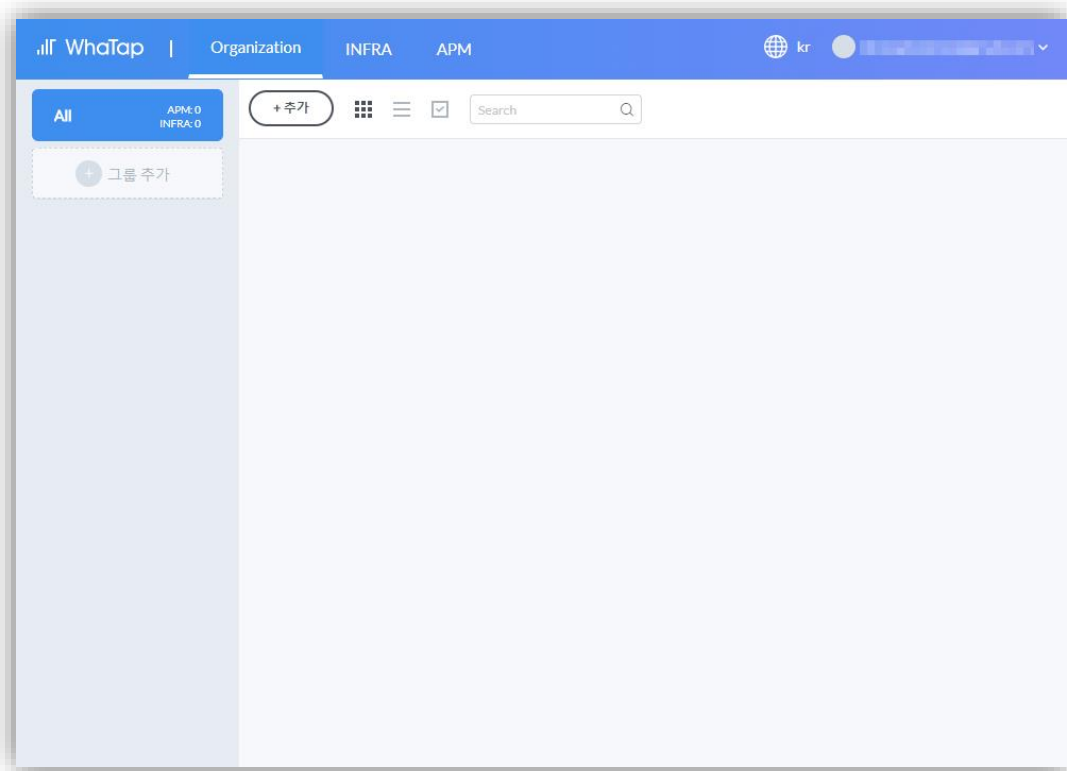 WhaTap | Organization INFRA APM kr
All APM: 0
INFRA: 0
+ 추가 Search
+ 그룹 추가